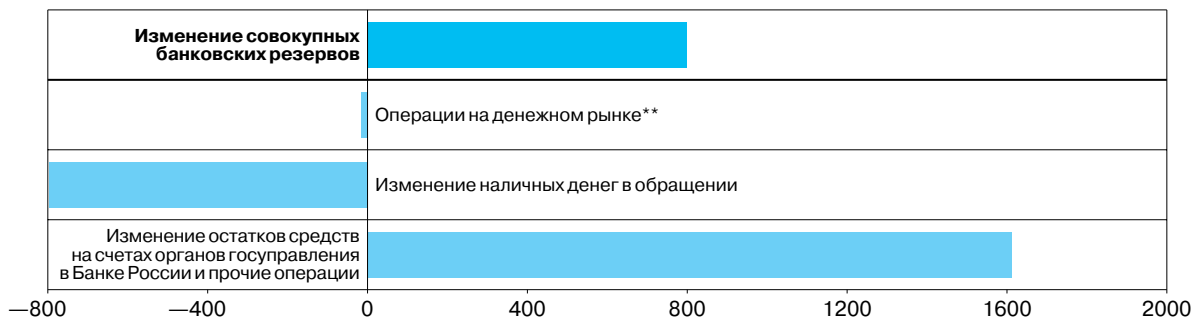 Изменение совокупных
банковских резервов
Операции на денежном рынке**
Изменение наличных денег в обращении
Изменение остатков средств
на счетах органов госуправления
в Банке России и прочие операции
—800 —400 0 400 800 1200 1600 2000